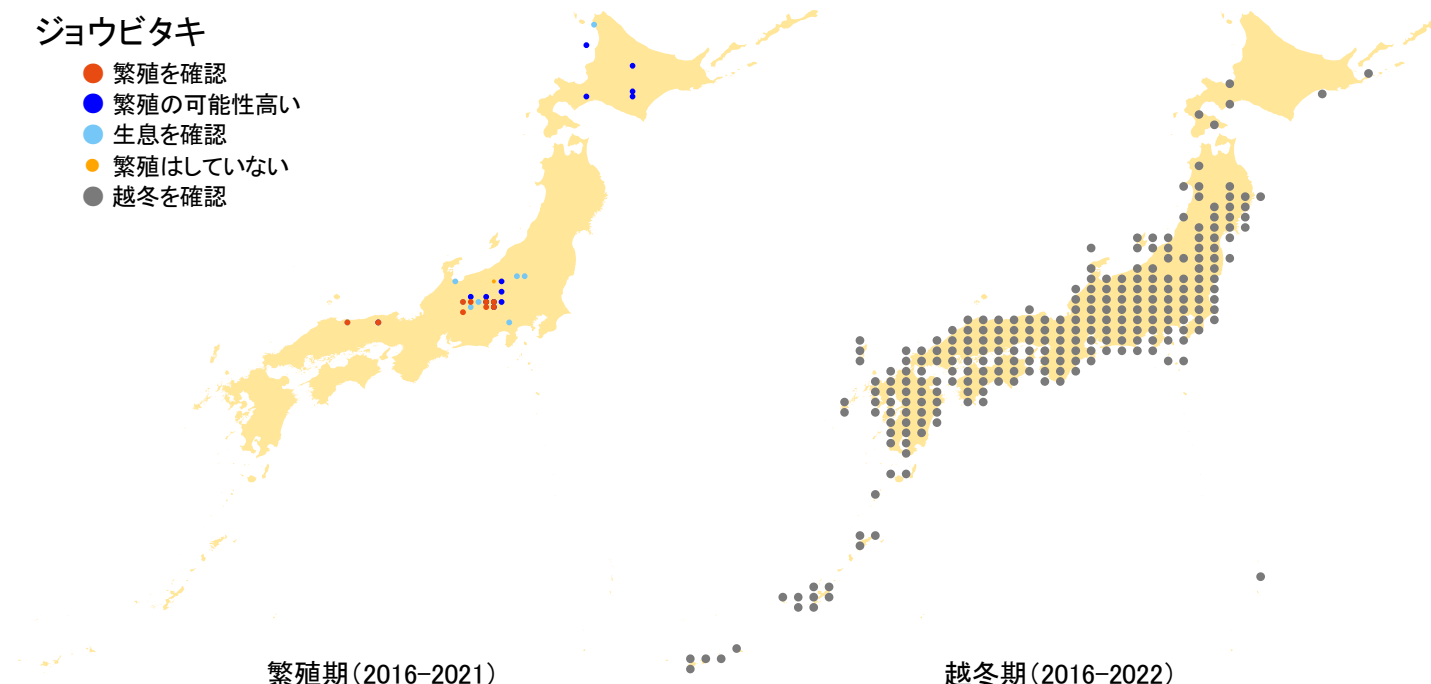 ジョウビタキ
繁殖を確認
繁殖の可能性高い
生息を確認
繁殖はしていない
越冬を確認
繁殖期(2016-2021)
越冬期(2016-2022)